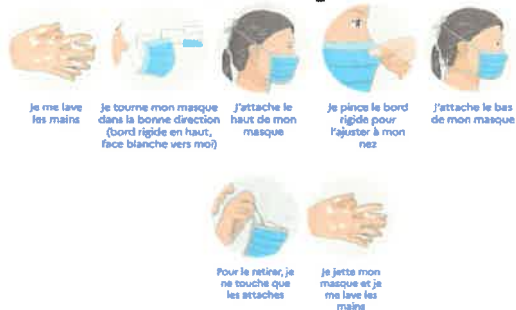 Je me lave
les mains
Je tourne mon masque
dans la bonne direction
(bord rigide en haut,
face blanche vers moi)
J'attache le
haut de mon
masque
Je pince le bord
rigide pour
l'ajuster à mon
nez
J'attache le bas
de mon masque
Pour le retirer, je
ne touche que
les attaches
Je jette mon
masque et je
me lave les
mains